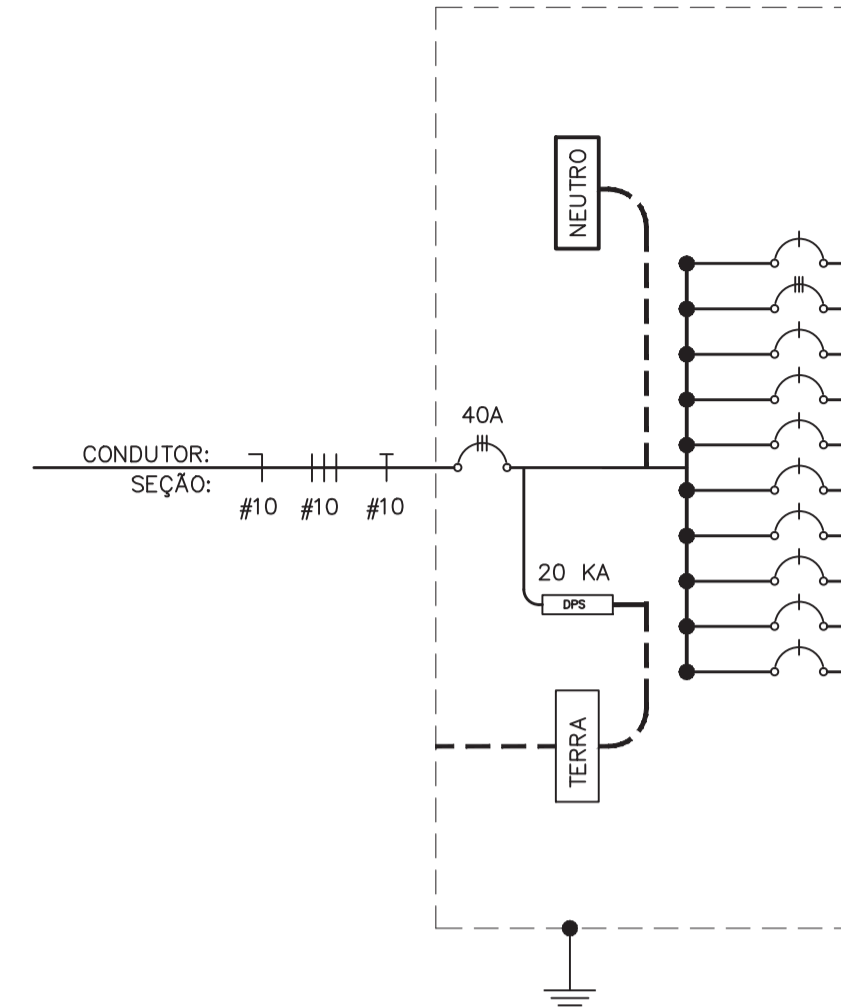 NEUTRO
40A
CONDUTOR:
SEÇÃO:
#10 #10 #10
20 KA
DPS
TERRA